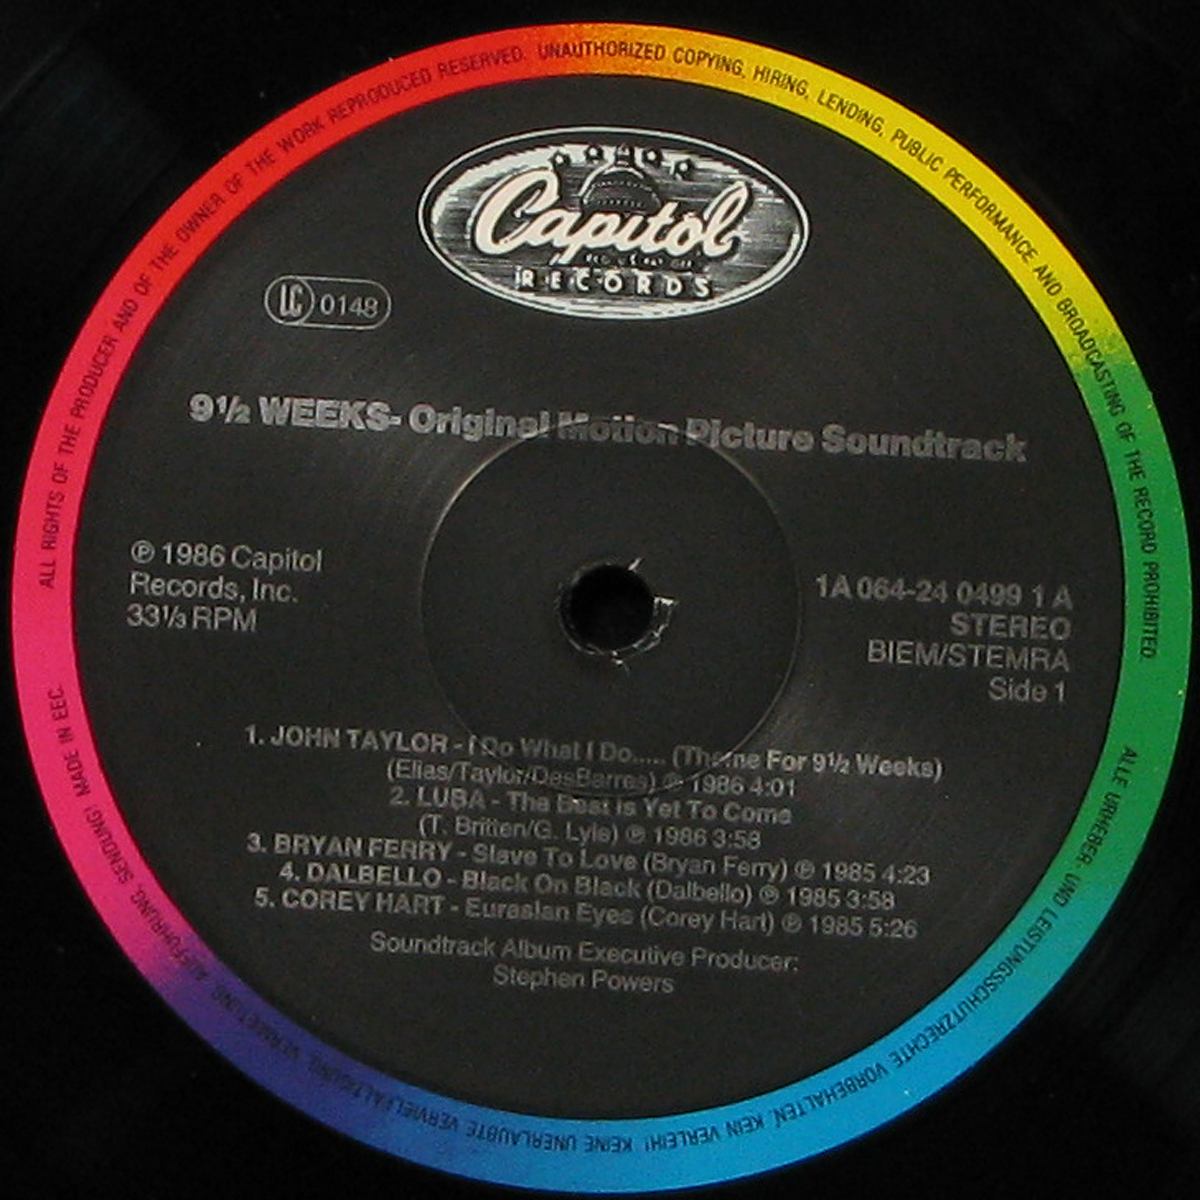 ALL RIGHTS OF THE PRODUCER AND OF THE OWNER OF THE WORK REPRODUCED RESERVED. UNAUTHORIZED COPYING, HIRING, LENDING, PUBLIC PERFORMANCE AND BROADCASTING OF THE RECORD PROHIBITED.
Capitol
RECORDS
LC 0148
9½ WEEKS- Original Motion Picture Soundtrack
℗ 1986 Capitol
Records, Inc.
33⅓ RPM
1A 064-24 0499 1 A
STEREO
BIEM/STEMRA
Side 1
1. JOHN TAYLOR - I Do What I Do..... (Theme For 9½ Weeks)
(Elias/Taylor/DesBarres) ℗ 1986 4:01
2. LUBA - The Best is Yet To Come
(T. Britten/G. Lyle) ℗ 1986 3:58
3. BRYAN FERRY - Slave To Love (Bryan Ferry) ℗ 1985 4:23
4. DALBELLO - Black On Black (Dalbello) ℗ 1985 3:58
5. COREY HART - Eurasian Eyes (Corey Hart) ℗ 1985 5:26
Soundtrack Album Executive Producer:
Stephen Powers
ALLE URHEBER- UND LEISTUNGSSCHUTZRECHTE VORBEHALTEN. KEIN VERLEIH! KEINE UNERLAUBTE VERVIELFÄLTIGUNG, VERMIETUNG, AUFFÜHRUNG, SENDUNG! MADE IN EEC.